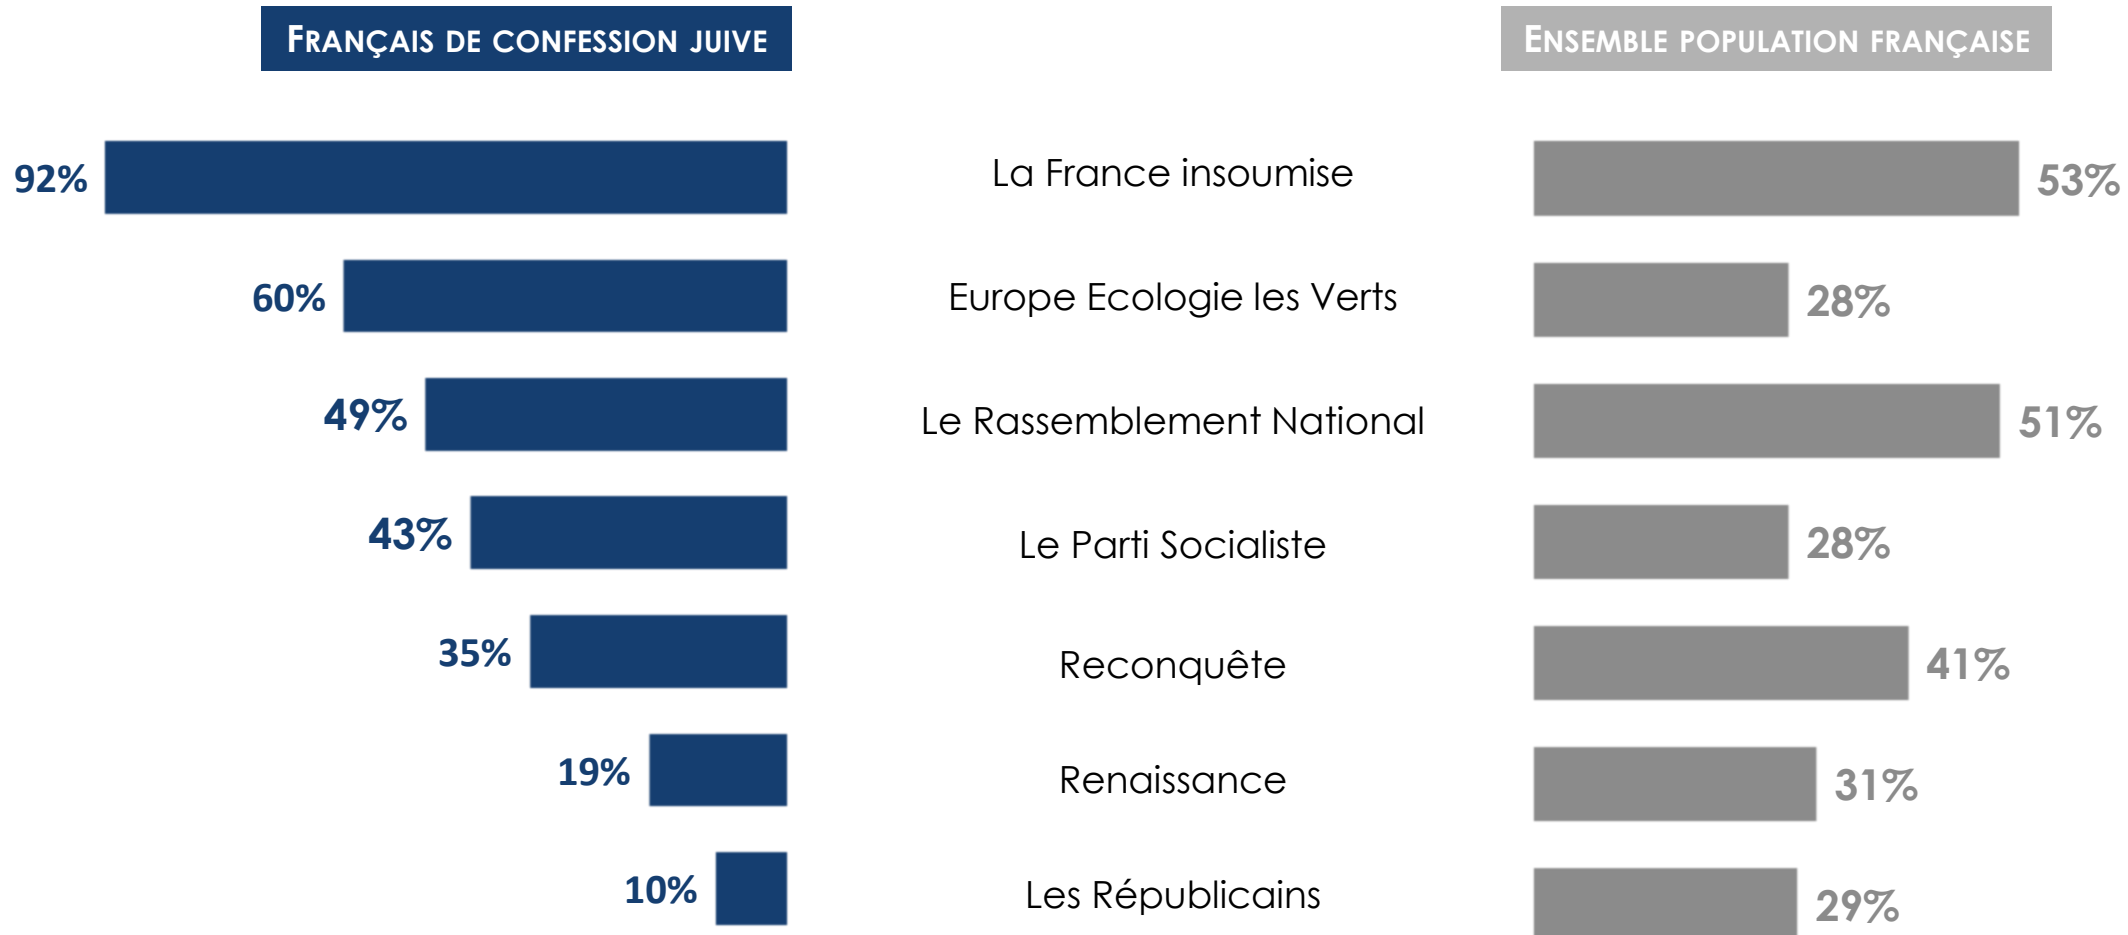 FRANÇAIS DE CONFESSION JUIVE
ENSEMBLE POPULATION FRANÇAISE
92% La France insoumise 53%
60% Europe Ecologie les Verts 28%
49% Le Rassemblement National 51%
43% Le Parti Socialiste 28%
35% Reconquête 41%
19% Renaissance 31%
10% Les Républicains 29%